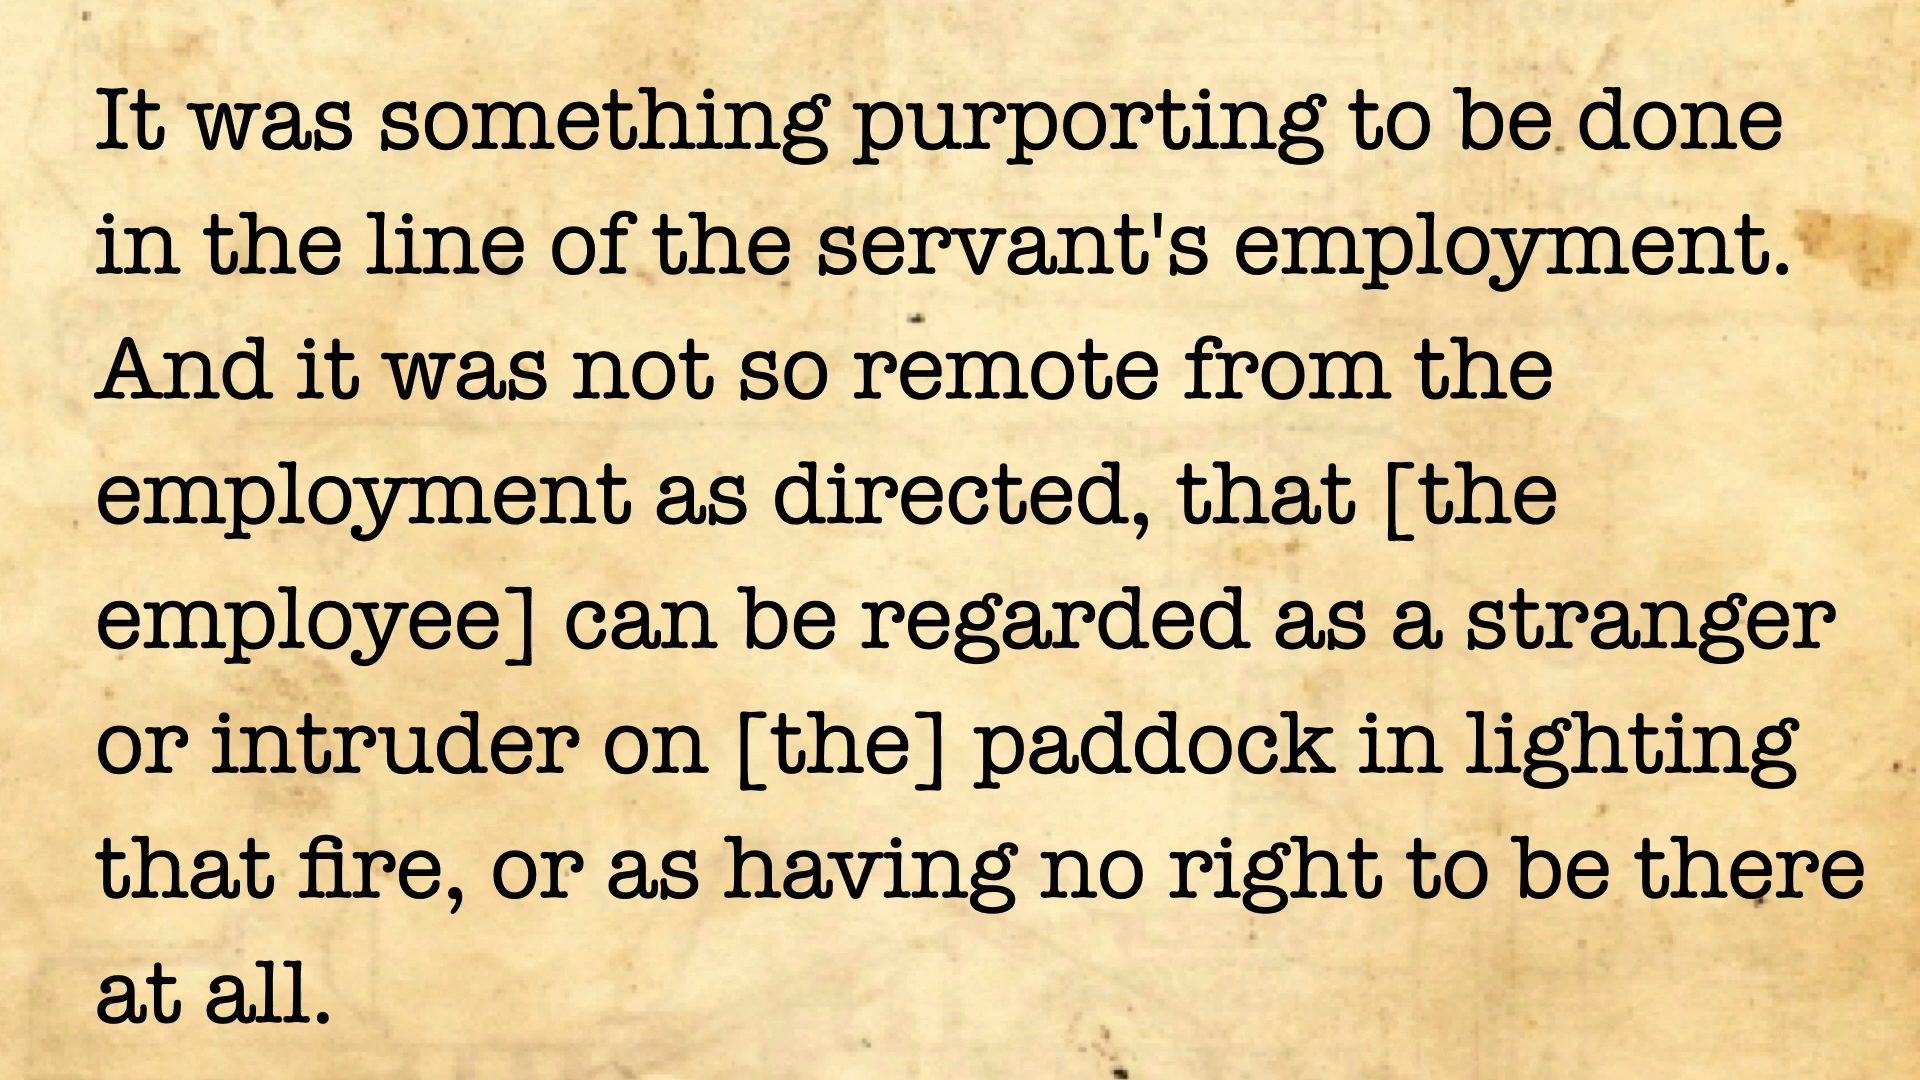 It was something purporting to be done
in the line of the servant's employment.
And it was not so remote from the
employment as directed, that [the
employee] can be regarded as a stranger
or intruder on [the] paddock in lighting
that fire, or as having no right to be there
at all.